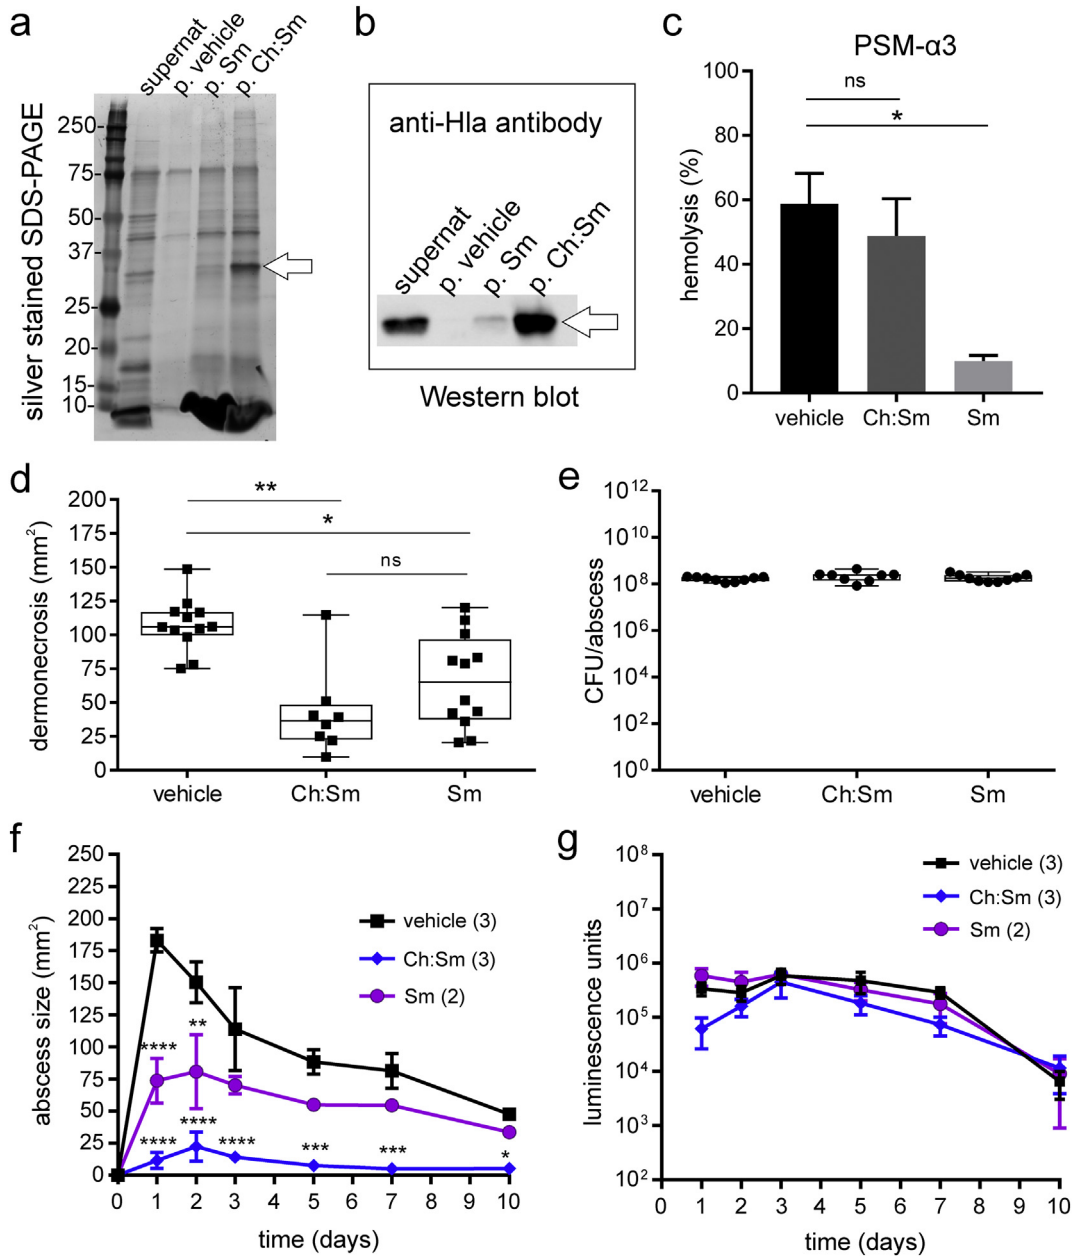 a
supernat
p. vehicle
p. Sm
p. Ch:Sm
silver stained SDS-PAGE
250
75
50
37
25
20
15
10
b
anti-Hla antibody
supernat
p. vehicle
p. Sm
p. Ch:Sm
Western blot
c
PSM-α3
ns
*
hemolysis (%)
100
80
60
40
20
0
vehicle Ch:Sm Sm
d
**
*
ns
dermonecrosis (mm²)
200
175
150
125
100
75
50
25
0
vehicle Ch:Sm Sm
e
CFU/abscess
10¹²
10¹⁰
10⁸
10⁶
10⁴
10²
10⁰
vehicle Ch:Sm Sm
f
abscess size (mm²)
250
225
200
175
150
125
100
75
50
25
0
vehicle (3)
Ch:Sm (3)
Sm (2)
****
**
****
****
****
***
***
*
0 1 2 3 4 5 6 7 8 9 10
time (days)
g
luminescence units
10⁸
10⁷
10⁶
10⁵
10⁴
10³
10²
vehicle (3)
Ch:Sm (3)
Sm (2)
0 1 2 3 4 5 6 7 8 9 10
time (days)